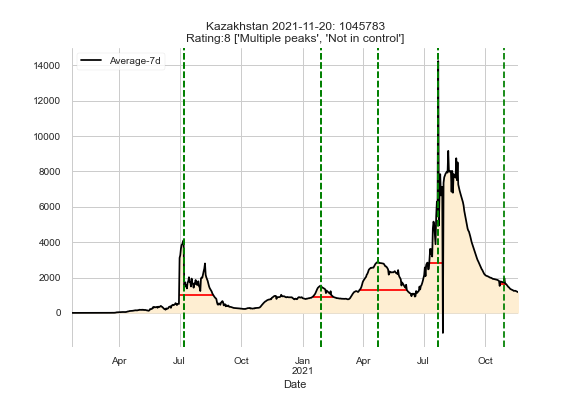 Kazakhstan 2021-11-20: 1045783
Rating:8 ['Multiple peaks', 'Not in control']
Average-7d
14000
12000
10000
8000
6000
4000
2000
0
Apr Jul Oct Jan Apr Jul Oct
2021
Date